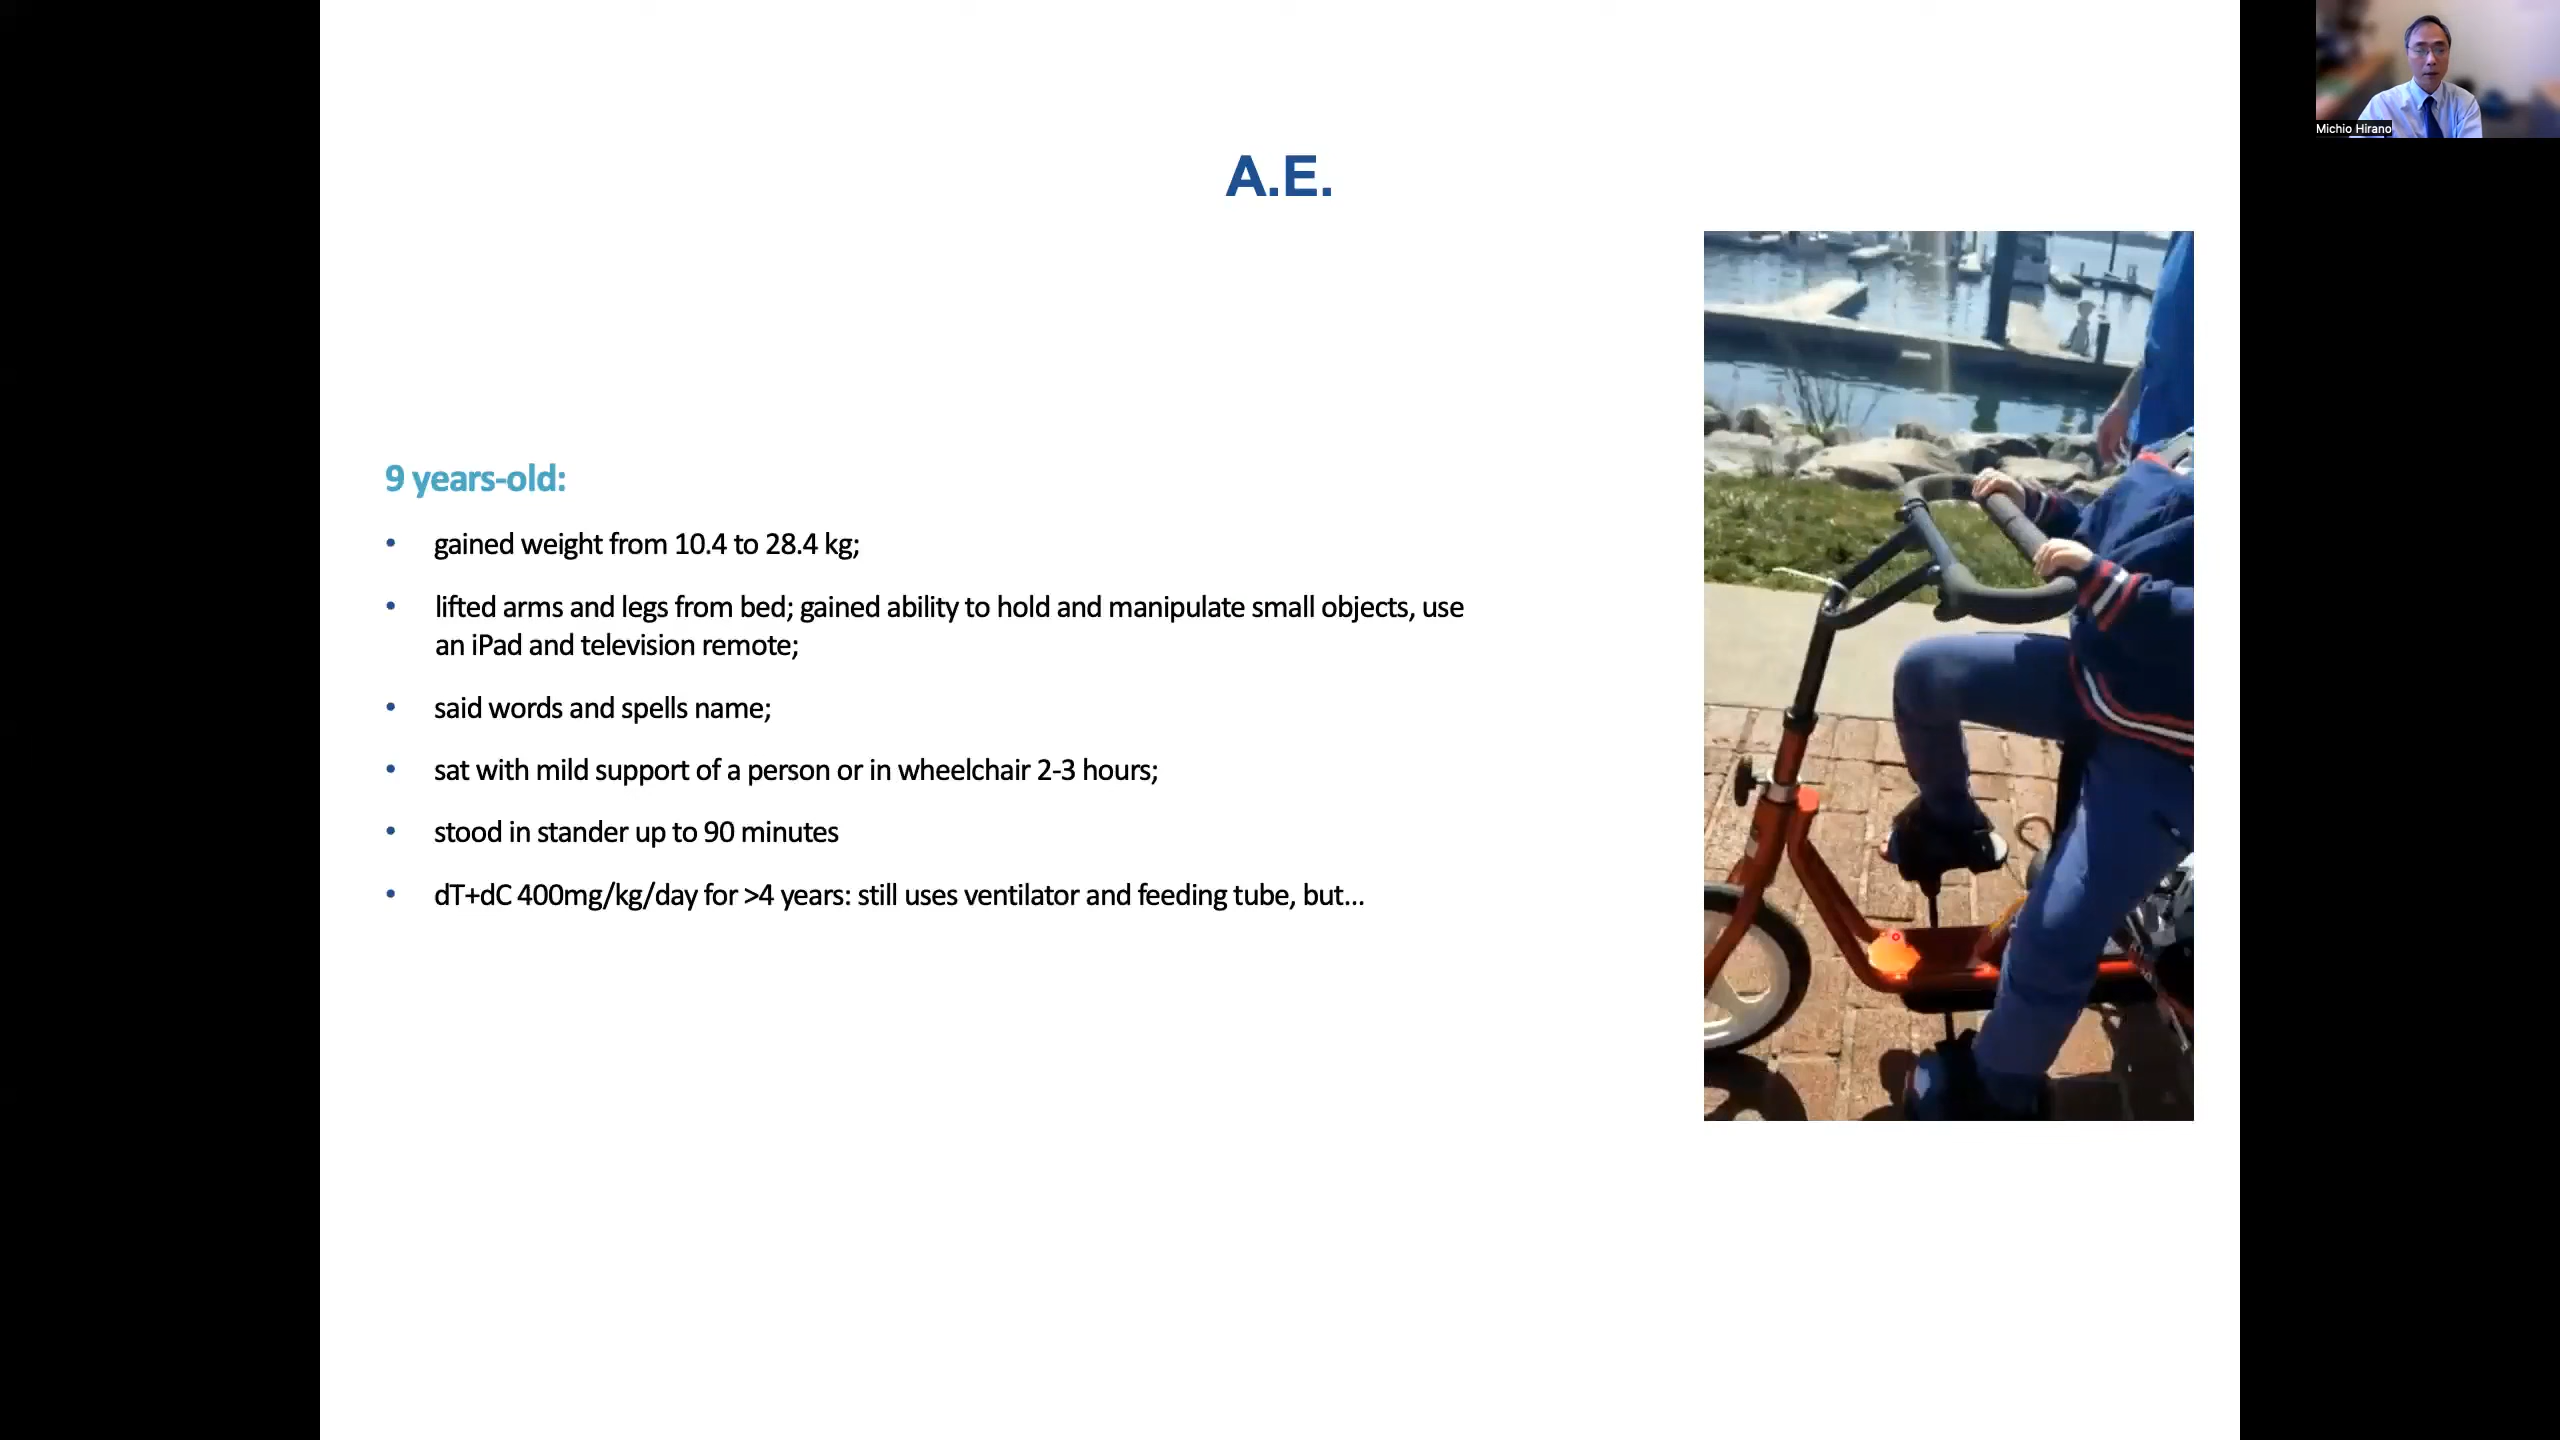 Michio Hirano
A.E.
9 years-old:
• gained weight from 10.4 to 28.4 kg;
• lifted arms and legs from bed; gained ability to hold and manipulate small objects, use
an iPad and television remote;
• said words and spells name;
• sat with mild support of a person or in wheelchair 2-3 hours;
• stood in stander up to 90 minutes
• dT+dC 400mg/kg/day for >4 years: still uses ventilator and feeding tube, but...